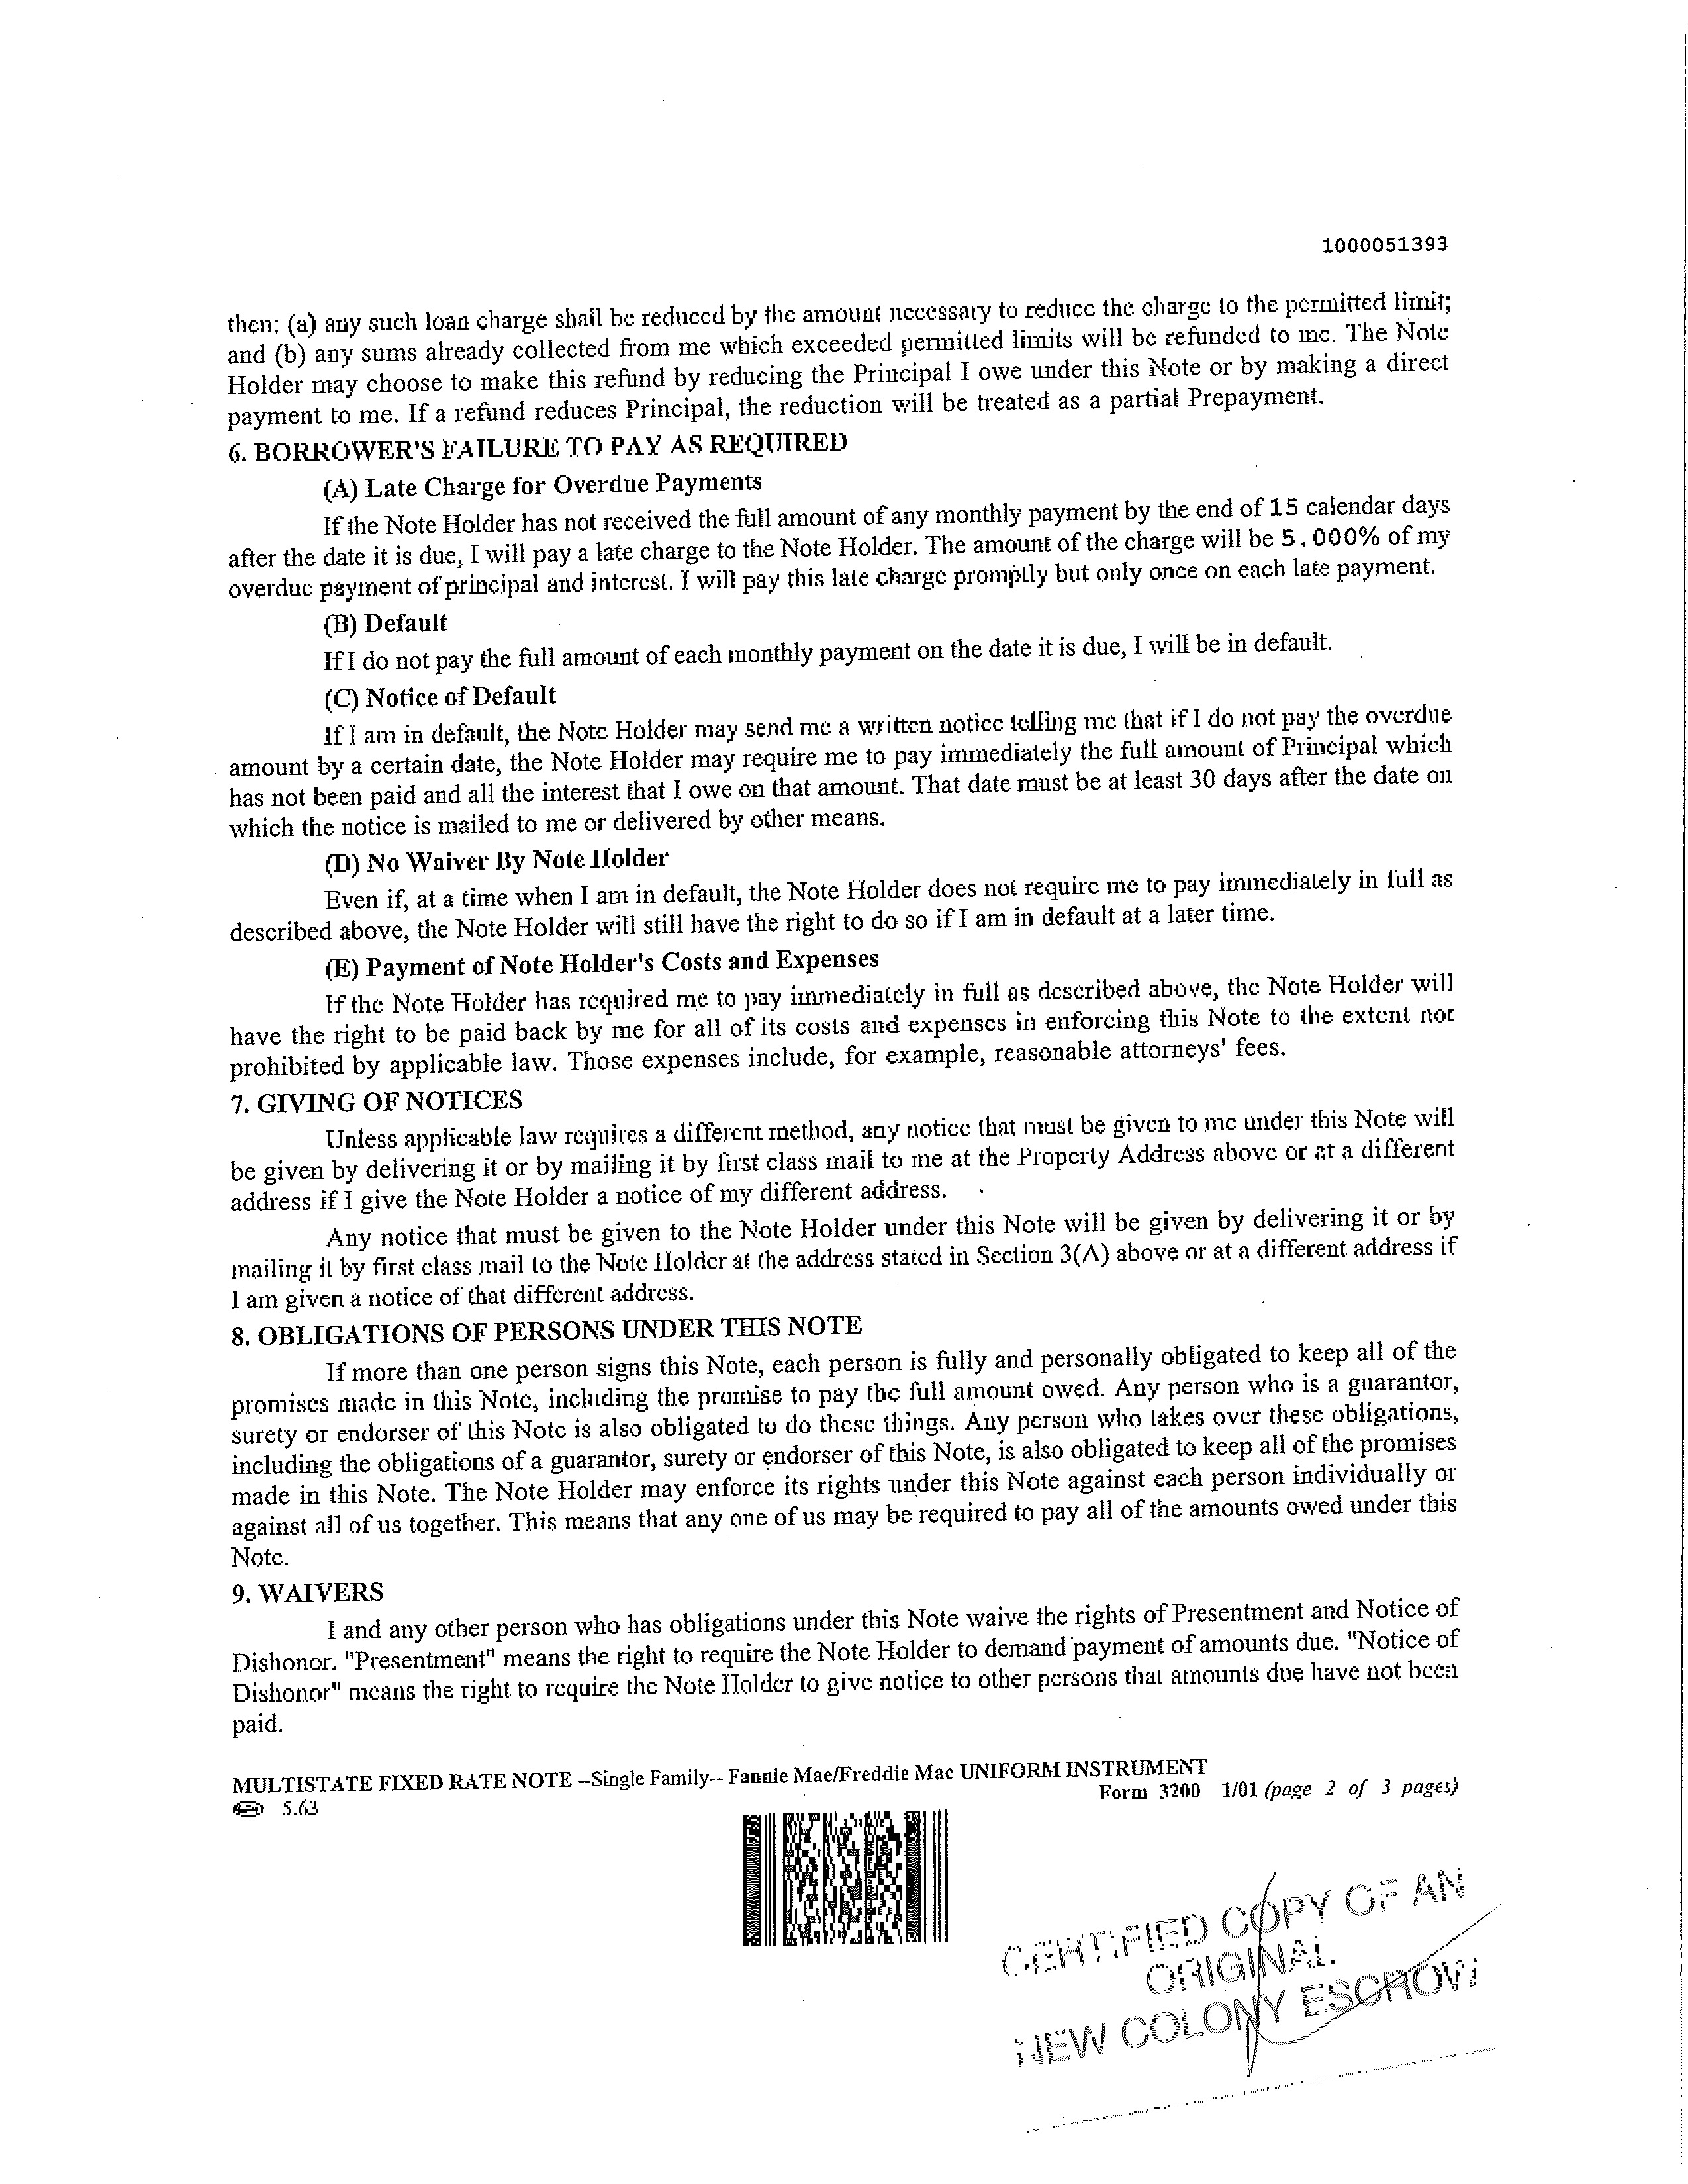 1000051393
then: (a) any such loan charge shall be reduced by the amount necessary to reduce the charge to the permitted limit;
and (b) any sums already collected from me which exceeded permitted limits will be refunded to me. The Note
Holder may choose to make this refund by reducing the Principal I owe under this Note or by making a direct
payment to me. If a refund reduces Principal, the reduction will be treated as a partial Prepayment.
6. BORROWER'S FAILURE TO PAY AS REQUIRED
(A) Late Charge for Overdue Payments
If the Note Holder has not received the full amount of any monthly payment by the end of 15 calendar days
after the date it is due, I will pay a late charge to the Note Holder. The amount of the charge will be 5.000% of my
overdue payment of principal and interest. I will pay this late charge promptly but only once on each late payment.
(B) Default
If I do not pay the full amount of each monthly payment on the date it is due, I will be in default.
(C) Notice of Default
If I am in default, the Note Holder may send me a written notice telling me that if I do not pay the overdue
amount by a certain date, the Note Holder may require me to pay immediately the full amount of Principal which
has not been paid and all the interest that I owe on that amount. That date must be at least 30 days after the date on
which the notice is mailed to me or delivered by other means.
(D) No Waiver By Note Holder
Even if, at a time when I am in default, the Note Holder does not require me to pay immediately in full as
described above, the Note Holder will still have the right to do so if I am in default at a later time.
(E) Payment of Note Holder's Costs and Expenses
If the Note Holder has required me to pay immediately in full as described above, the Note Holder will
have the right to be paid back by me for all of its costs and expenses in enforcing this Note to the extent not
prohibited by applicable law. Those expenses include, for example, reasonable attorneys' fees.
7. GIVING OF NOTICES
Unless applicable law requires a different method, any notice that must be given to me under this Note will
be given by delivering it or by mailing it by first class mail to me at the Property Address above or at a different
address if I give the Note Holder a notice of my different address.
Any notice that must be given to the Note Holder under this Note will be given by delivering it or by
mailing it by first class mail to the Note Holder at the address stated in Section 3(A) above or at a different address if
I am given a notice of that different address.
8. OBLIGATIONS OF PERSONS UNDER THIS NOTE
If more than one person signs this Note, each person is fully and personally obligated to keep all of the
promises made in this Note, including the promise to pay the full amount owed. Any person who is a guarantor,
surety or endorser of this Note is also obligated to do these things. Any person who takes over these obligations,
including the obligations of a guarantor, surety or endorser of this Note, is also obligated to keep all of the promises
made in this Note. The Note Holder may enforce its rights under this Note against each person individually or
against all of us together. This means that any one of us may be required to pay all of the amounts owed under this
Note.
9. WAIVERS
I and any other person who has obligations under this Note waive the rights of Presentment and Notice of
Dishonor. "Presentment" means the right to require the Note Holder to demand payment of amounts due. "Notice of
Dishonor" means the right to require the Note Holder to give notice to other persons that amounts due have not been
paid.
MULTISTATE FIXED RATE NOTE --Single Family-- Fannie Mae/Freddie Mac UNIFORM INSTRUMENT
Form 3200 1/01 (page 2 of 3 pages)
5.63
CERTIFIED COPY OF AN
ORIGINAL
NEW COLONY ESCROW